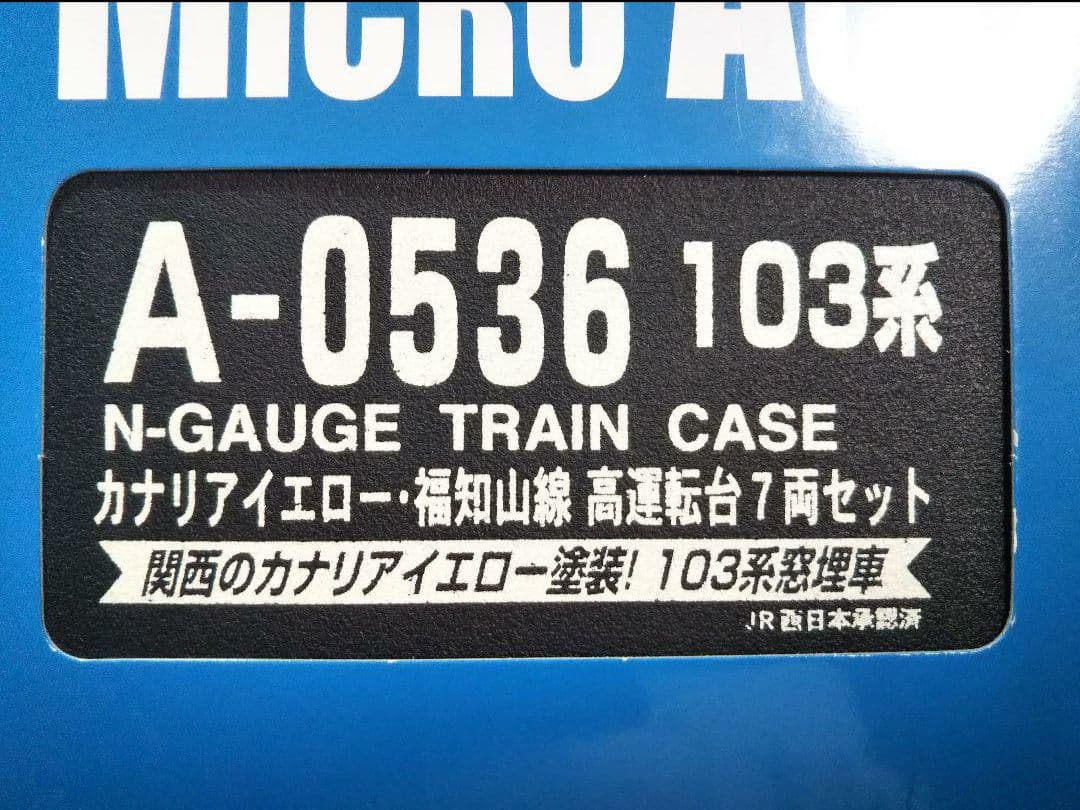 MICRO A
A-0536 103系
N-GAUGE TRAIN CASE
カナリアイエロー・福知山線 高運転台7両セット
関西のカナリアイエロー塗装! 103系窓埋車
JR西日本承認済